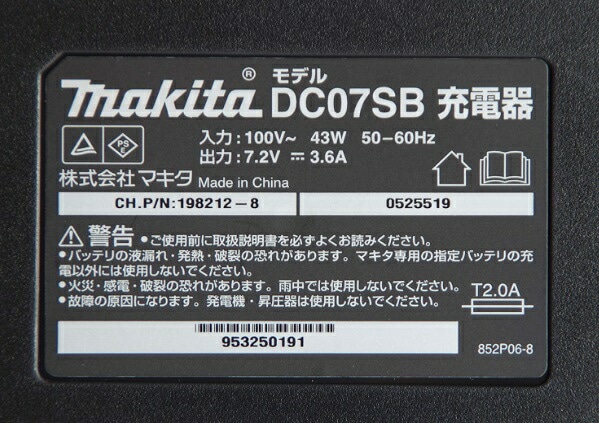 makita® モデル DC07SB 充電器
PS E
入力:100V~ 43W 50-60Hz
出力:7.2V ⎓ 3.6A
株式会社マキタ Made in China
CH.P/N:198212-8 0525519
⚠警告 •ご使用前に取扱説明書を必ずよくお読みください。
•バッテリの液漏れ・発熱・破裂の恐れがあります。マキタ専用の指定バッテリの充
電以外には使用しないでください。
•火災・感電・破裂の恐れがあります。雨中では使用しないでください。
•故障の原因になります。発電機・昇圧器は使用しないでください。
T2.0A
953250191
852P06-8